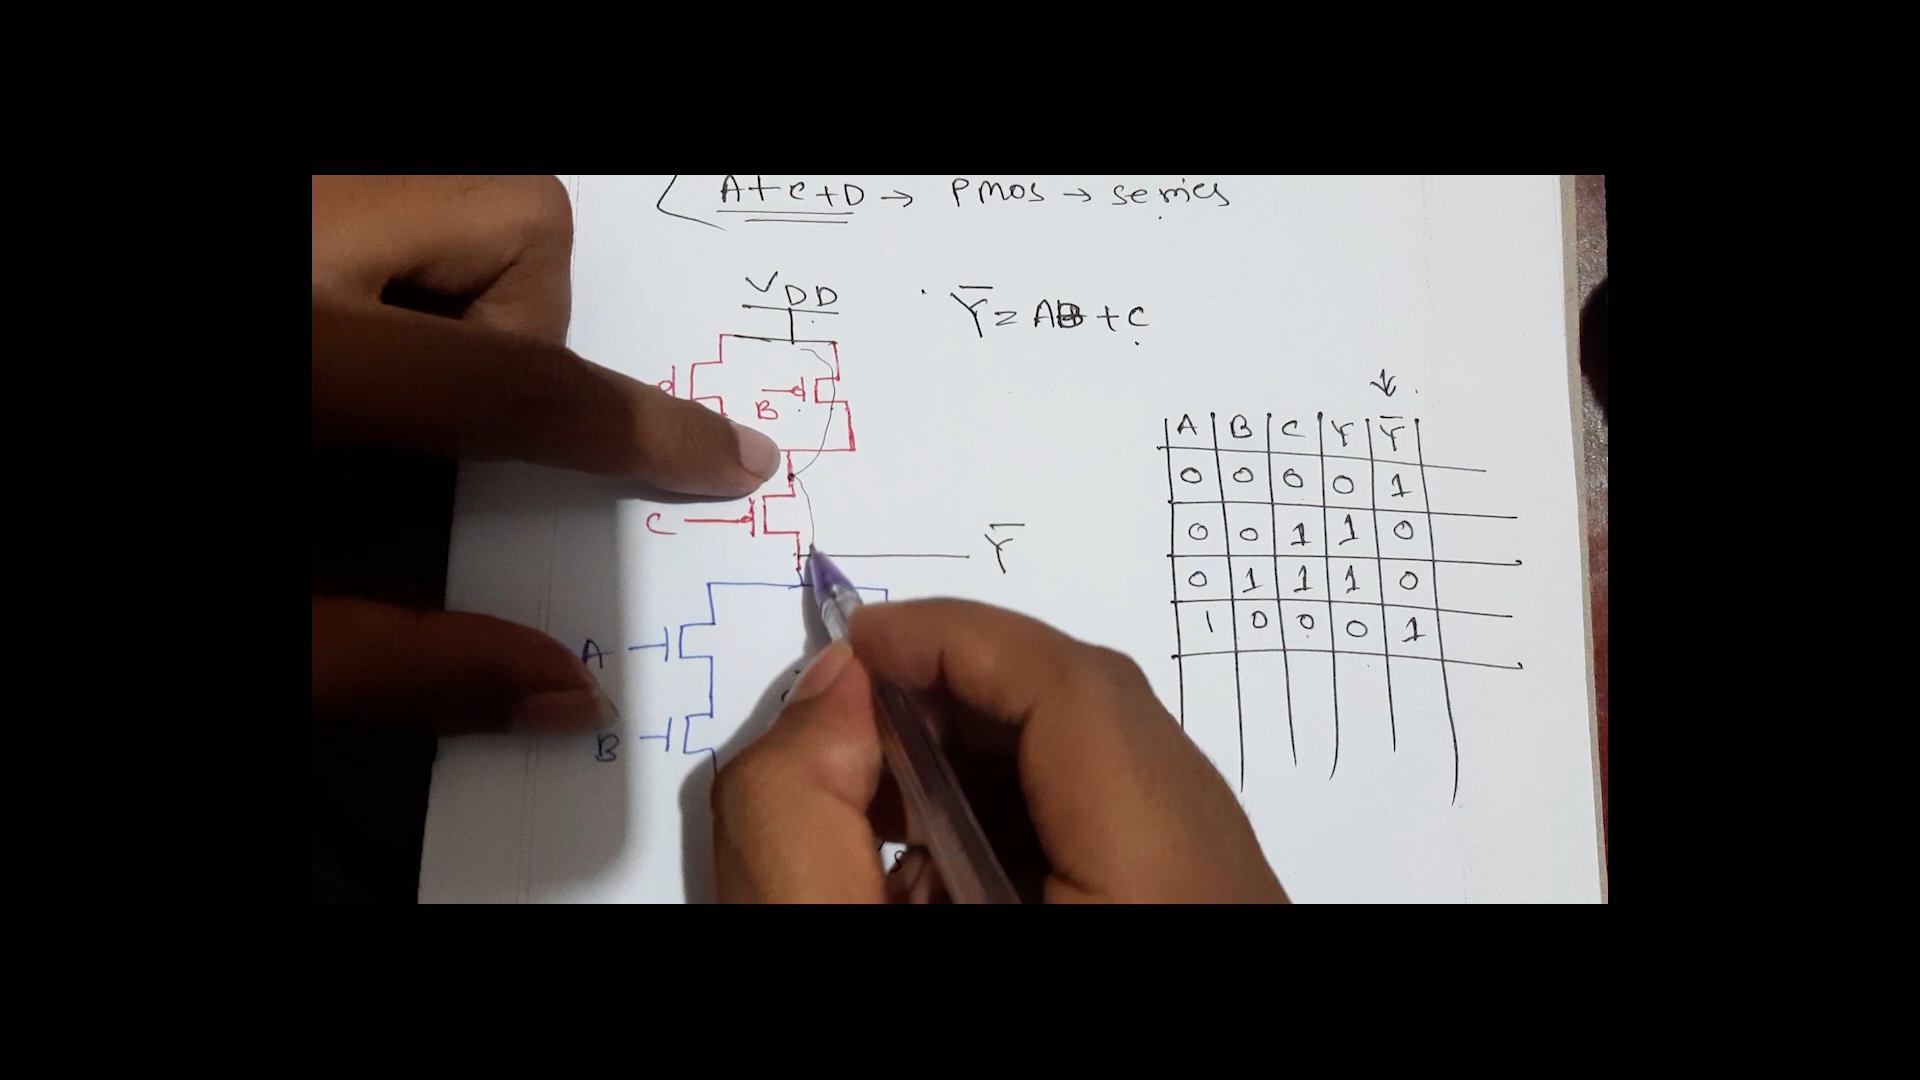 A+C+D → PMOS → series
VDD
Y̅ = AB + C
B
C
Y̅
A
B
A B C Y Y̅
0 0 0 0 1
0 0 1 1 0
0 1 1 1 0
1 0 0 0 1